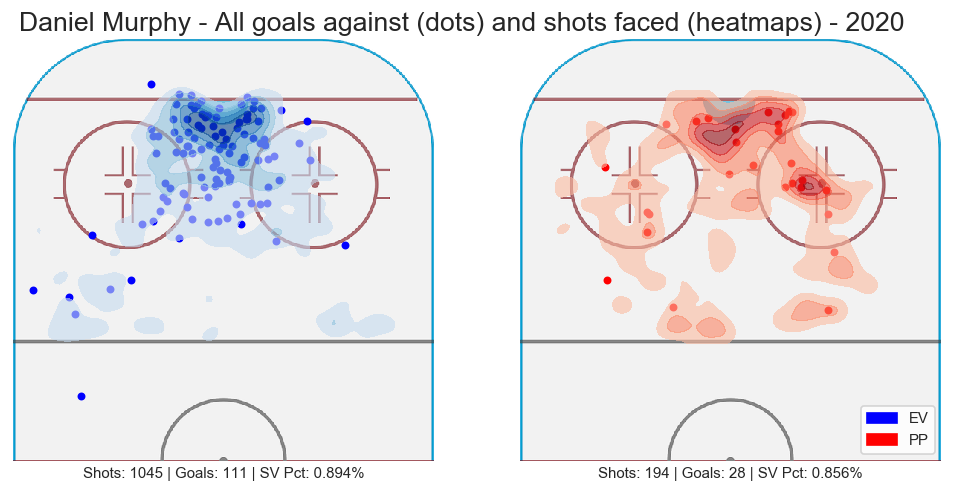 Daniel Murphy - All goals against (dots) and shots faced (heatmaps) - 2020
EV
PP
Shots: 1045 | Goals: 111 | SV Pct: 0.894%
Shots: 194 | Goals: 28 | SV Pct: 0.856%